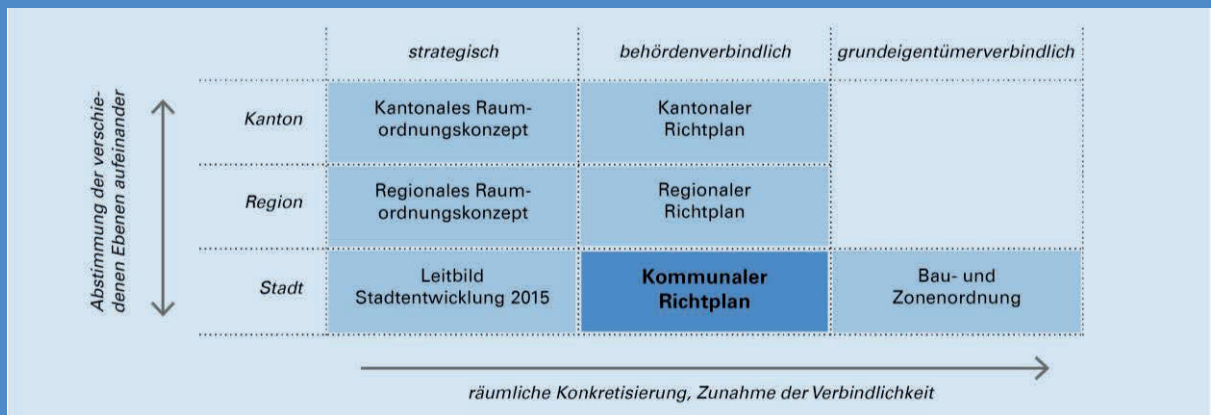 strategisch
behördenverbindlich
grundeigentümerverbindlich
Abstimmung der verschie-
denen Ebenen aufeinander
Kanton
Kantonales Raum-
ordnungskonzept
Kantonaler
Richtplan
Region
Regionales Raum-
ordnungskonzept
Regionaler
Richtplan
Stadt
Leitbild
Stadtentwicklung 2015
Kommunaler
Richtplan
Bau- und
Zonenordnung
räumliche Konkretisierung, Zunahme der Verbindlichkeit